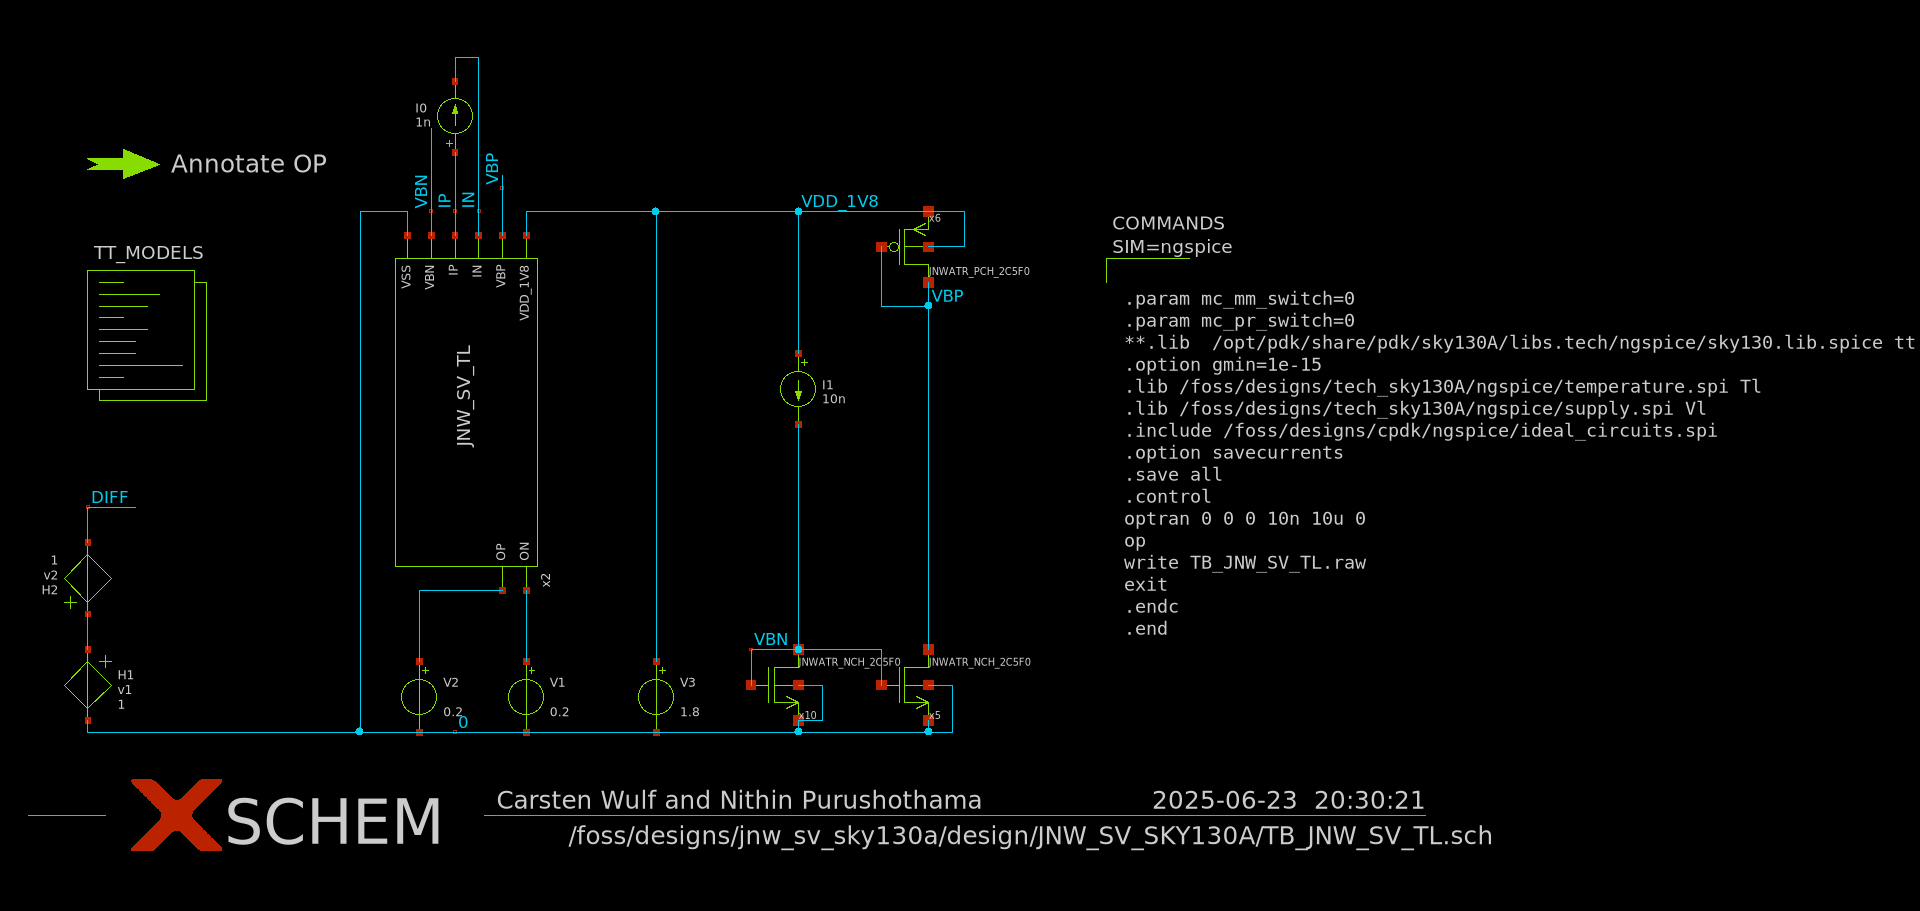 I0
1n
+
Annotate OP
VBN
IP
IN
VBP
VDD_1V8
x6
COMMANDS
SIM=ngspice
TT_MODELS
VSS
VBN
IP
IN
VBP
VDD_1V8
JNWATR_PCH_2C5F0
VBP
.param mc_mm_switch=0
.param mc_pr_switch=0
**.lib  /opt/pdk/share/pdk/sky130A/libs.tech/ngspice/sky130.lib.spice tt
.option gmin=1e-15
.lib /foss/designs/tech_sky130A/ngspice/temperature.spi Tl
.lib /foss/designs/tech_sky130A/ngspice/supply.spi Vl
.include /foss/designs/cpdk/ngspice/ideal_circuits.spi
.option savecurrents
.save all
.control
optran 0 0 0 10n 10u 0
op
write TB_JNW_SV_TL.raw
exit
.endc
.end
JNW_SV_TL
+
I1
10n
DIFF
1
v2
H2
OP
ON
x2
VBN
JNWATR_NCH_2C5F0
JNWATR_NCH_2C5F0
H1
v1
1
+
V2
0.2
0
+
V1
0.2
+
V3
1.8
x10
x5
XSCHEM
Carsten Wulf and Nithin Purushothama
2025-06-23  20:30:21
/foss/designs/jnw_sv_sky130a/design/JNW_SV_SKY130A/TB_JNW_SV_TL.sch